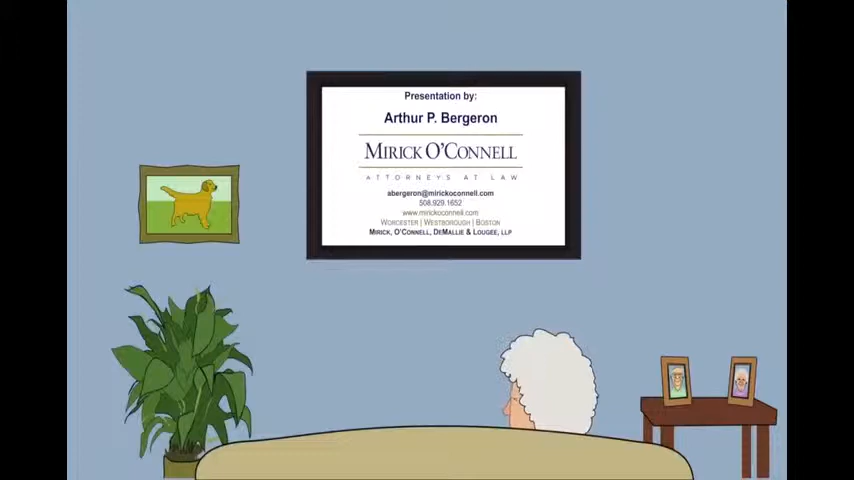 Presentation by:
Arthur P. Bergeron
MIRICK O'CONNELL
ATTORNEYS AT LAW
abergeron@mirickoconnell.com
508.929.1652
www.mirickoconnell.com
WORCESTER | WESTBOROUGH | BOSTON
MIRICK, O'CONNELL, DEMALLIE & LOUGEE, LLP